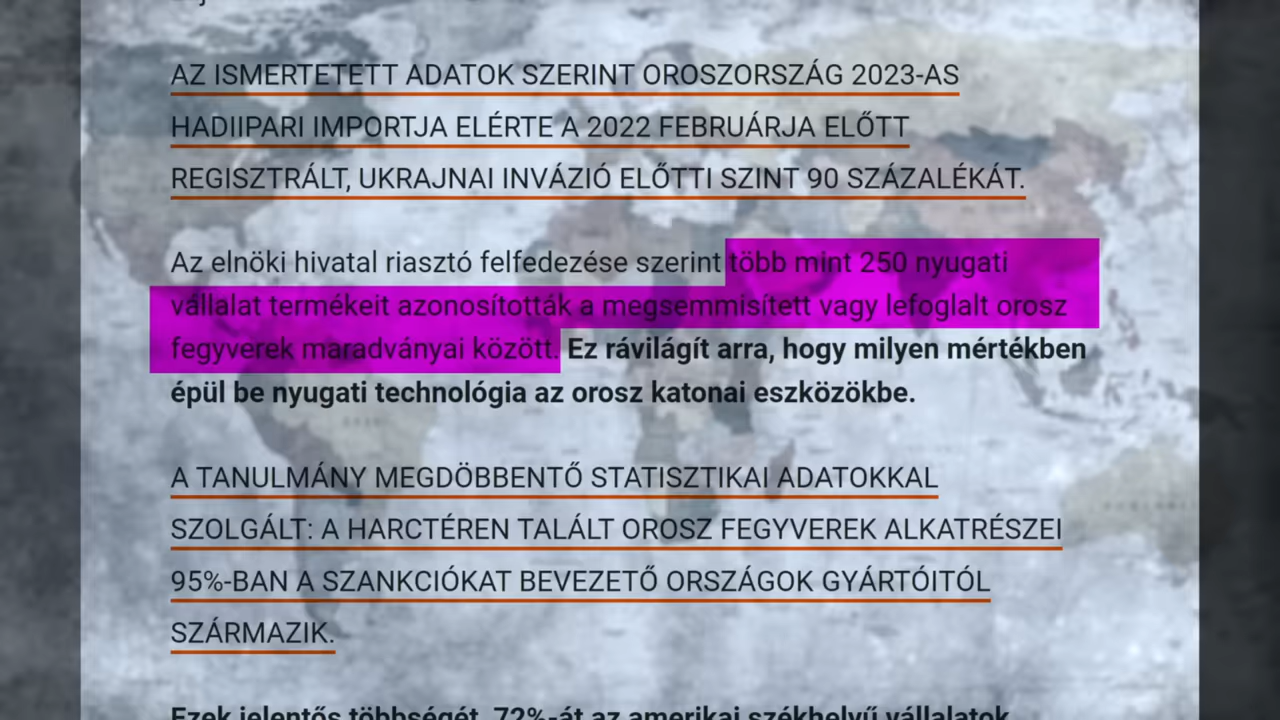 AZ ISMERTETETT ADATOK SZERINT OROSZORSZÁG 2023-AS
HADIIPARI IMPORTJA ELÉRTE A 2022 FEBRUÁRJA ELŐTT
REGISZTRÁLT, UKRAJNAI INVÁZIÓ ELŐTTI SZINT 90 SZÁZALÉKÁT.
Az elnöki hivatal riasztó felfedezése szerint több mint 250 nyugati
vállalat termékeit azonosították a megsemmisített vagy lefoglalt orosz
fegyverek maradványai között. Ez rávilágít arra, hogy milyen mértékben
épül be nyugati technológia az orosz katonai eszközökbe.
A TANULMÁNY MEGDÖBBENTŐ STATISZTIKAI ADATOKKAL
SZOLGÁLT: A HARCTÉREN TALÁLT OROSZ FEGYVEREK ALKATRÉSZEI
95%-BAN A SZANKCIÓKAT BEVEZETŐ ORSZÁGOK GYÁRTÓITÓL
SZÁRMAZIK.
Ezek jelentős többségét, 72%-át az amerikai székhelyű vállalatok